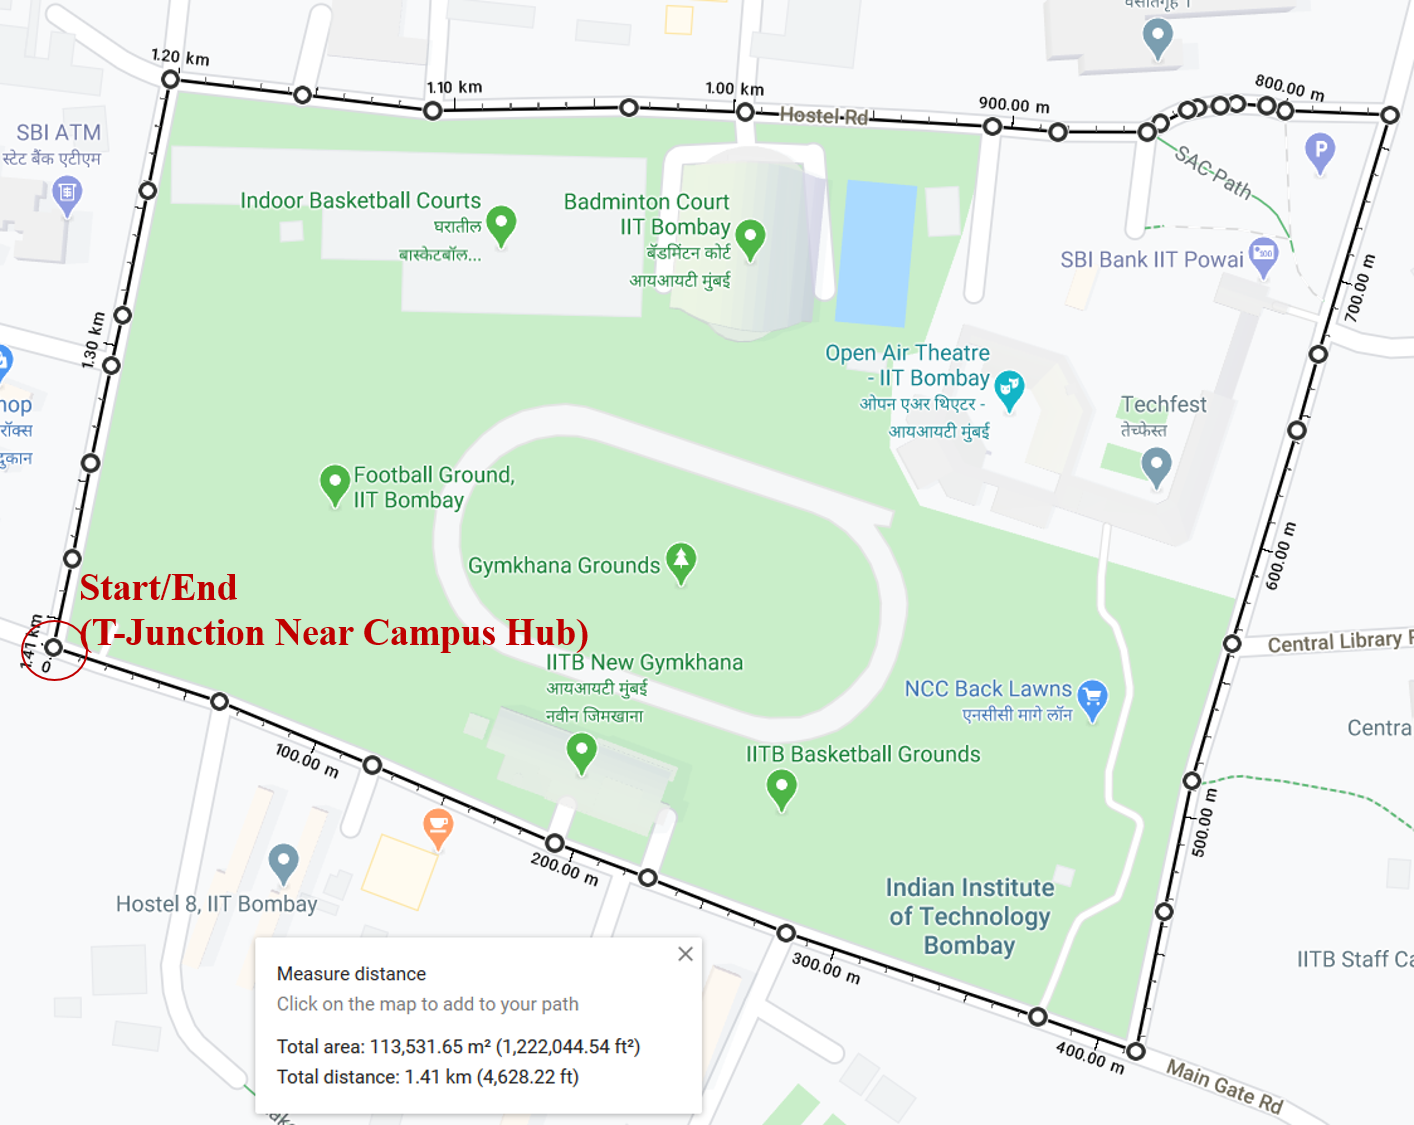 वसतिगृह 1
1.20 km
1.10 km
1.00 km
Hostel Rd
900.00 m
800.00 m
SBI ATM
स्टेट बैंक एटीएम
P
SAC Path
Indoor Basketball Courts
घरातील
बास्केटबॉल...
Badminton Court
IIT Bombay
बॅडमिंटन कोर्ट
आयआयटी मुंबई
SBI Bank IIT Powai
700.00 m
1.30 km
Open Air Theatre
- IIT Bombay
ओपन एअर थिएटर -
आयआयटी मुंबई
Techfest
तेच्फेस्त
hop
रॉक्स
दुकान
Football Ground,
IIT Bombay
Gymkhana Grounds
600.00 m
Start/End
(T-Junction Near Campus Hub)
1.41 km
0
Central Library R
IITB New Gymkhana
आयआयटी मुंबई
नवीन जिमखाना
NCC Back Lawns
एनसीसी मागे लॉन
Centra
100.00 m
IITB Basketball Grounds
500.00 m
200.00 m
Hostel 8, IIT Bombay
Indian Institute
of Technology
Bombay
300.00 m
IITB Staff Ca
400.00 m
Main Gate Rd
Measure distance
Click on the map to add to your path
Total area: 113,531.65 m² (1,222,044.54 ft²)
Total distance: 1.41 km (4,628.22 ft)